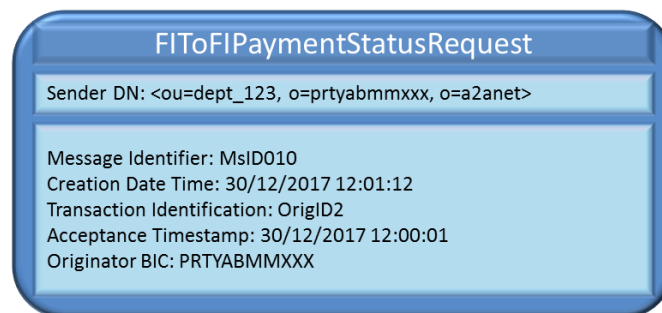 FIToFIPaymentStatusRequest
Sender DN: <ou=dept_123, o=prtyabmmxxx, o=a2anet>
Message Identifier: MsID010
Creation Date Time: 30/12/2017 12:01:12
Transaction Identification: OrigID2
Acceptance Timestamp: 30/12/2017 12:00:01
Originator BIC: PRTYABMMXXX